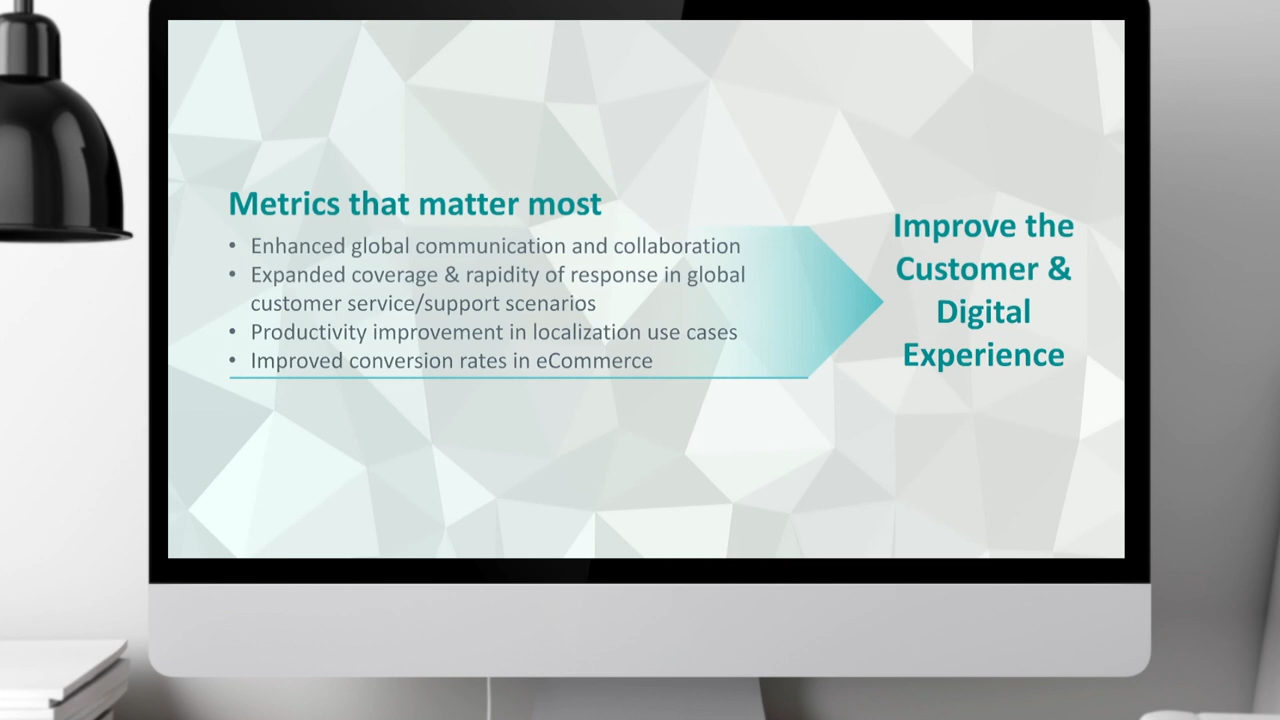 Metrics that matter most
• Enhanced global communication and collaboration
• Expanded coverage & rapidity of response in global
customer service/support scenarios
• Productivity improvement in localization use cases
• Improved conversion rates in eCommerce
Improve the
Customer &
Digital
Experience